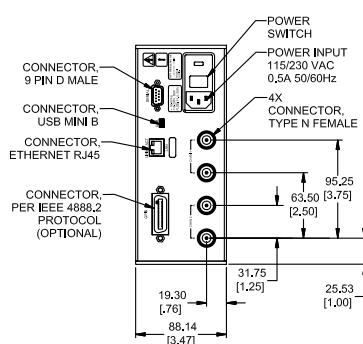 POWER
SWITCH
CONNECTOR,
9 PIN D MALE
POWER INPUT
115/230 VAC
0.5A 50/60Hz
CONNECTOR,
USB MINI B
4X
CONNECTOR,
TYPE N FEMALE
CONNECTOR,
ETHERNET RJ45
CONNECTOR,
PER IEEE 4888.2
PROTOCOL
(OPTIONAL)
95.25
[3.75]
63.50
[2.50]
31.75
[1.25]
25.53
[1.00]
19.30
[.76]
88.14
[3.47]